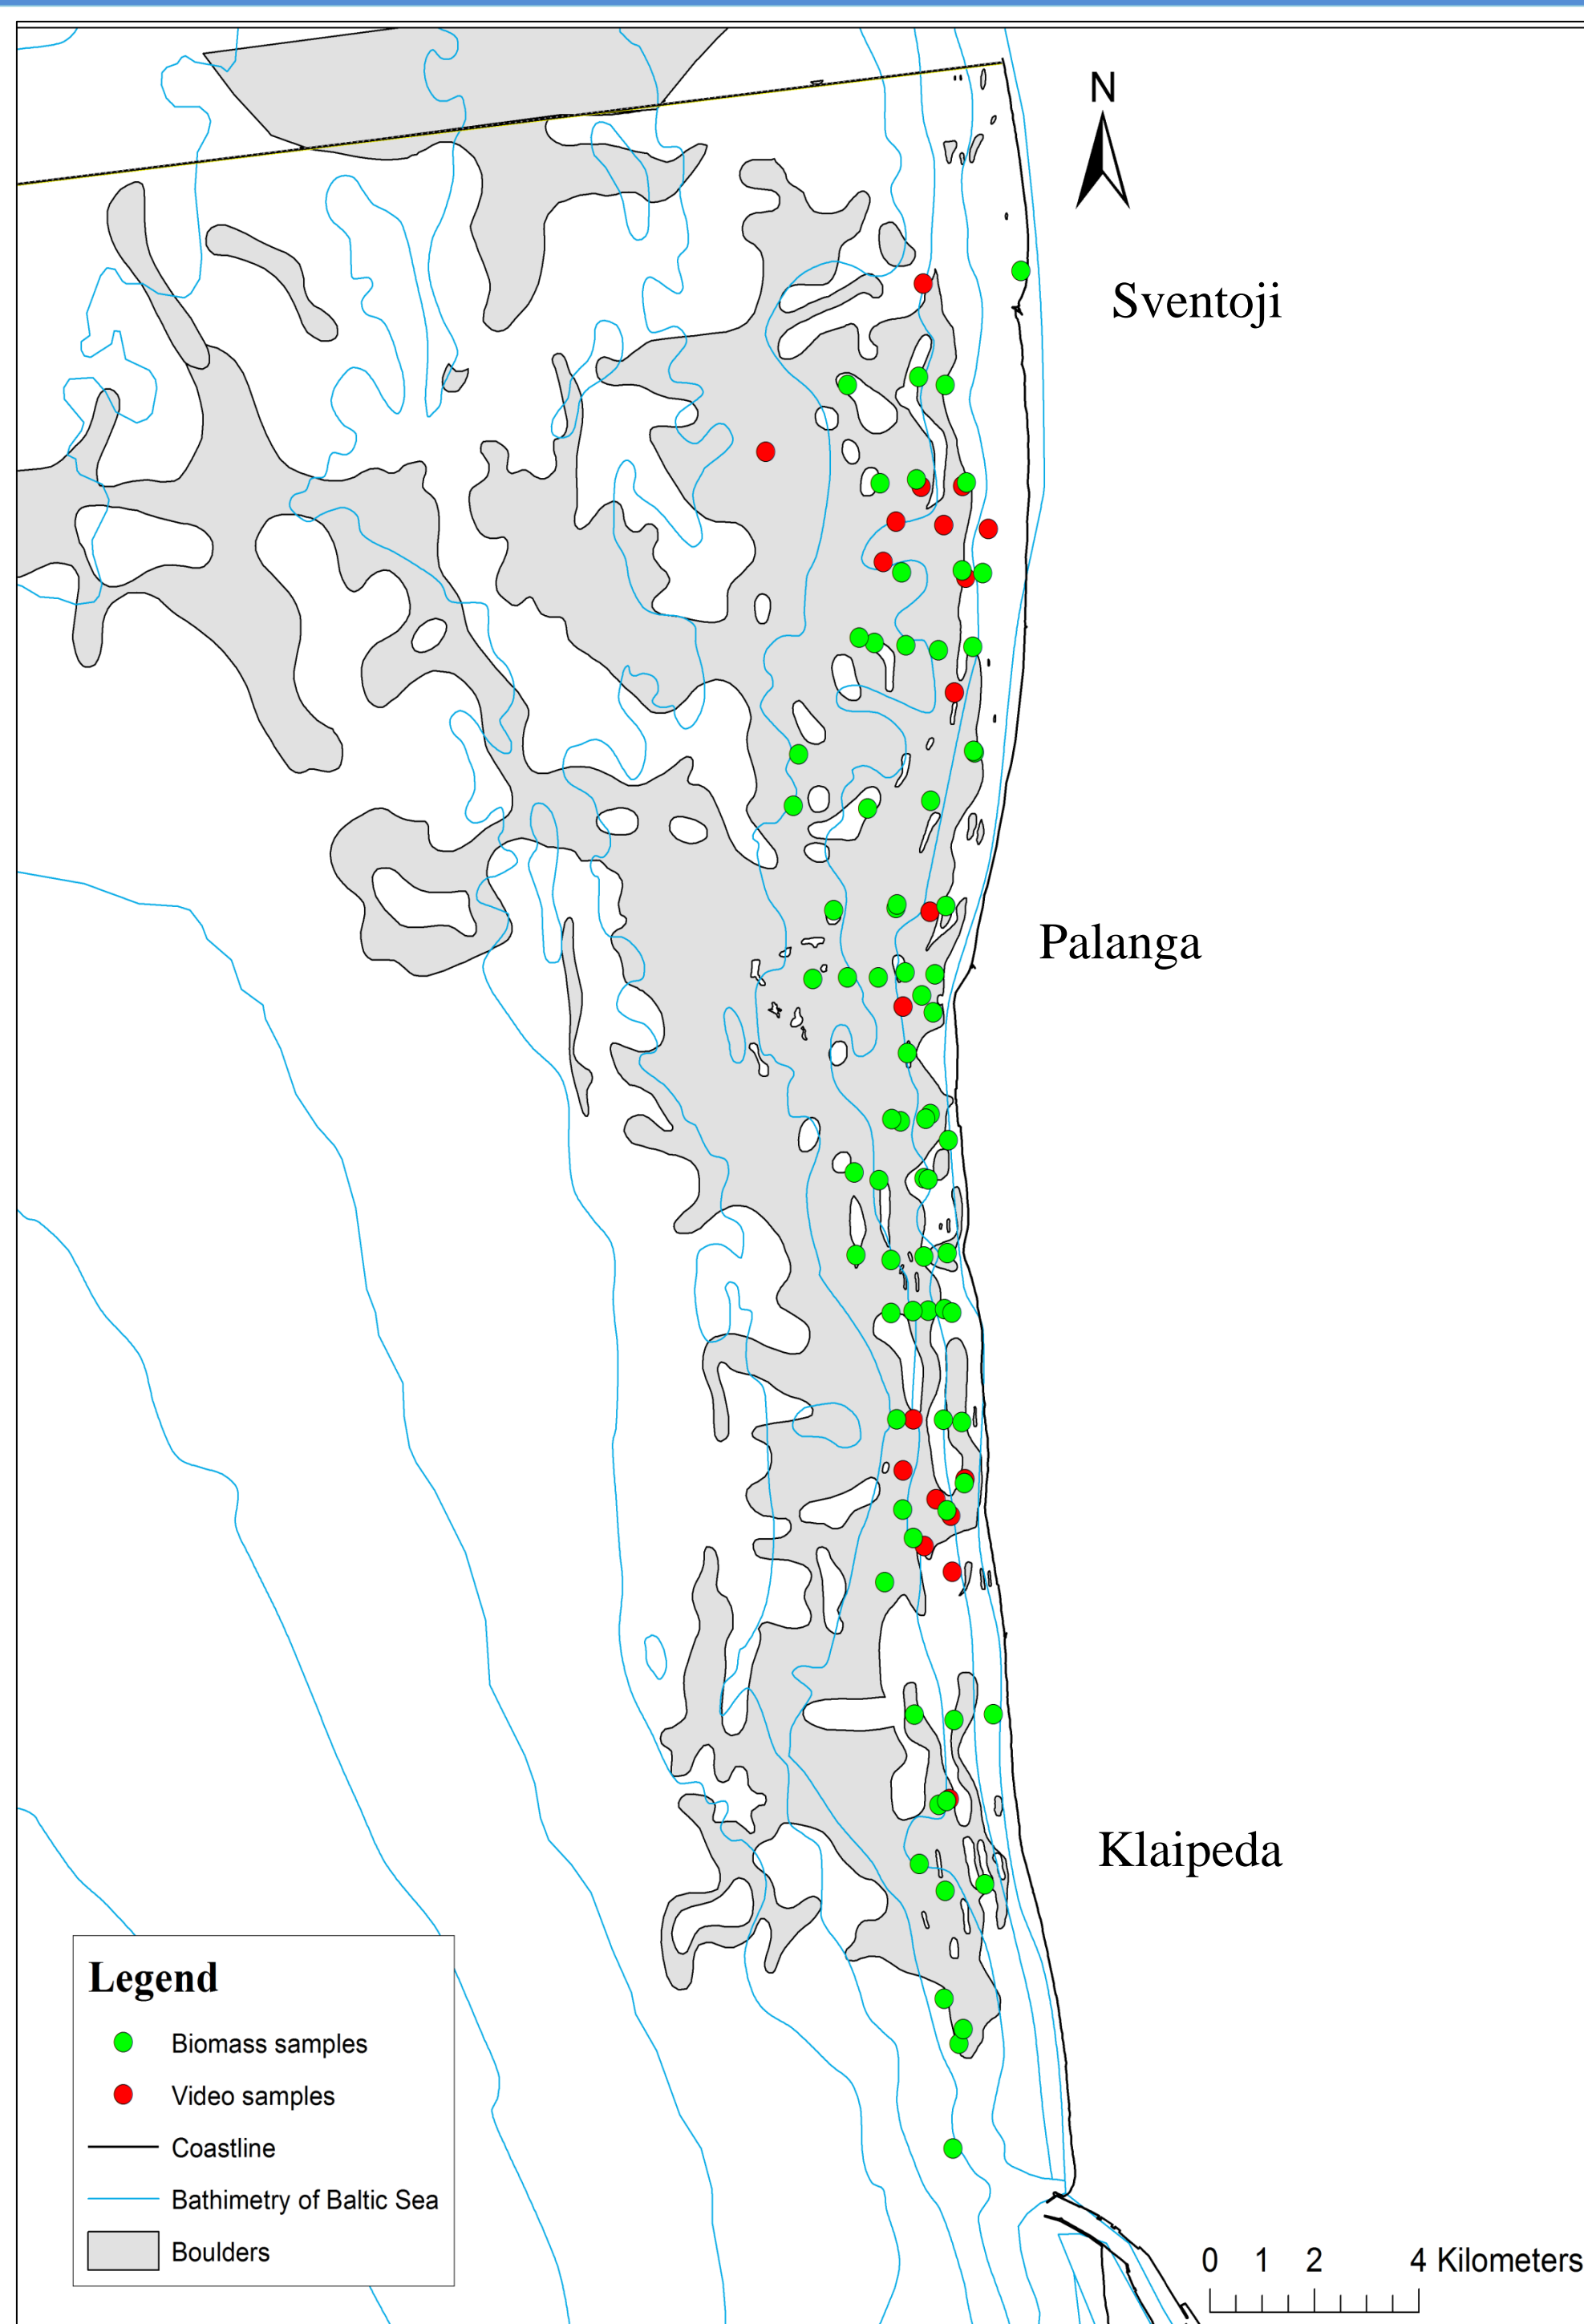 N
Sventoji
Palanga
Klaipeda
Legend
Biomass samples
Video samples
Coastline
Bathimetry of Baltic Sea
Boulders
0 1 2 4 Kilometers